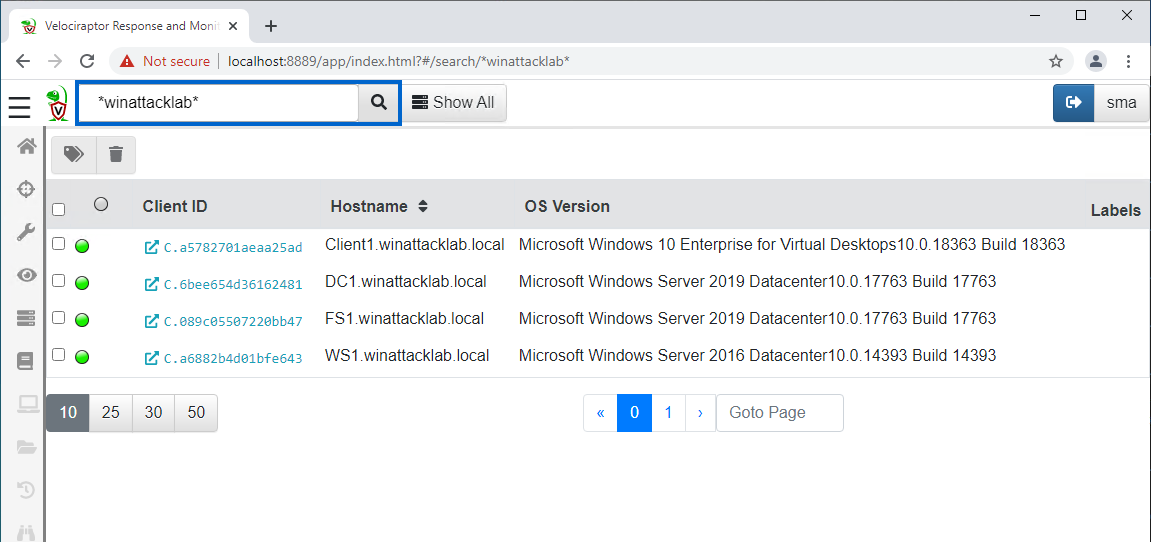 Velociraptor Response and Monit
Not secure | localhost:8889/app/index.html?#/search/*winattacklab*
*winattacklab* Show All sma
Client ID Hostname OS Version Labels
C.a5782701aeaa25ad Client1.winattacklab.local Microsoft Windows 10 Enterprise for Virtual Desktops10.0.18363 Build 18363
C.6bee654d36162481 DC1.winattacklab.local Microsoft Windows Server 2019 Datacenter10.0.17763 Build 17763
C.089c05507220bb47 FS1.winattacklab.local Microsoft Windows Server 2019 Datacenter10.0.17763 Build 17763
C.a6882b4d01bfe643 WS1.winattacklab.local Microsoft Windows Server 2016 Datacenter10.0.14393 Build 14393
10 25 30 50 « 0 1 › Goto Page